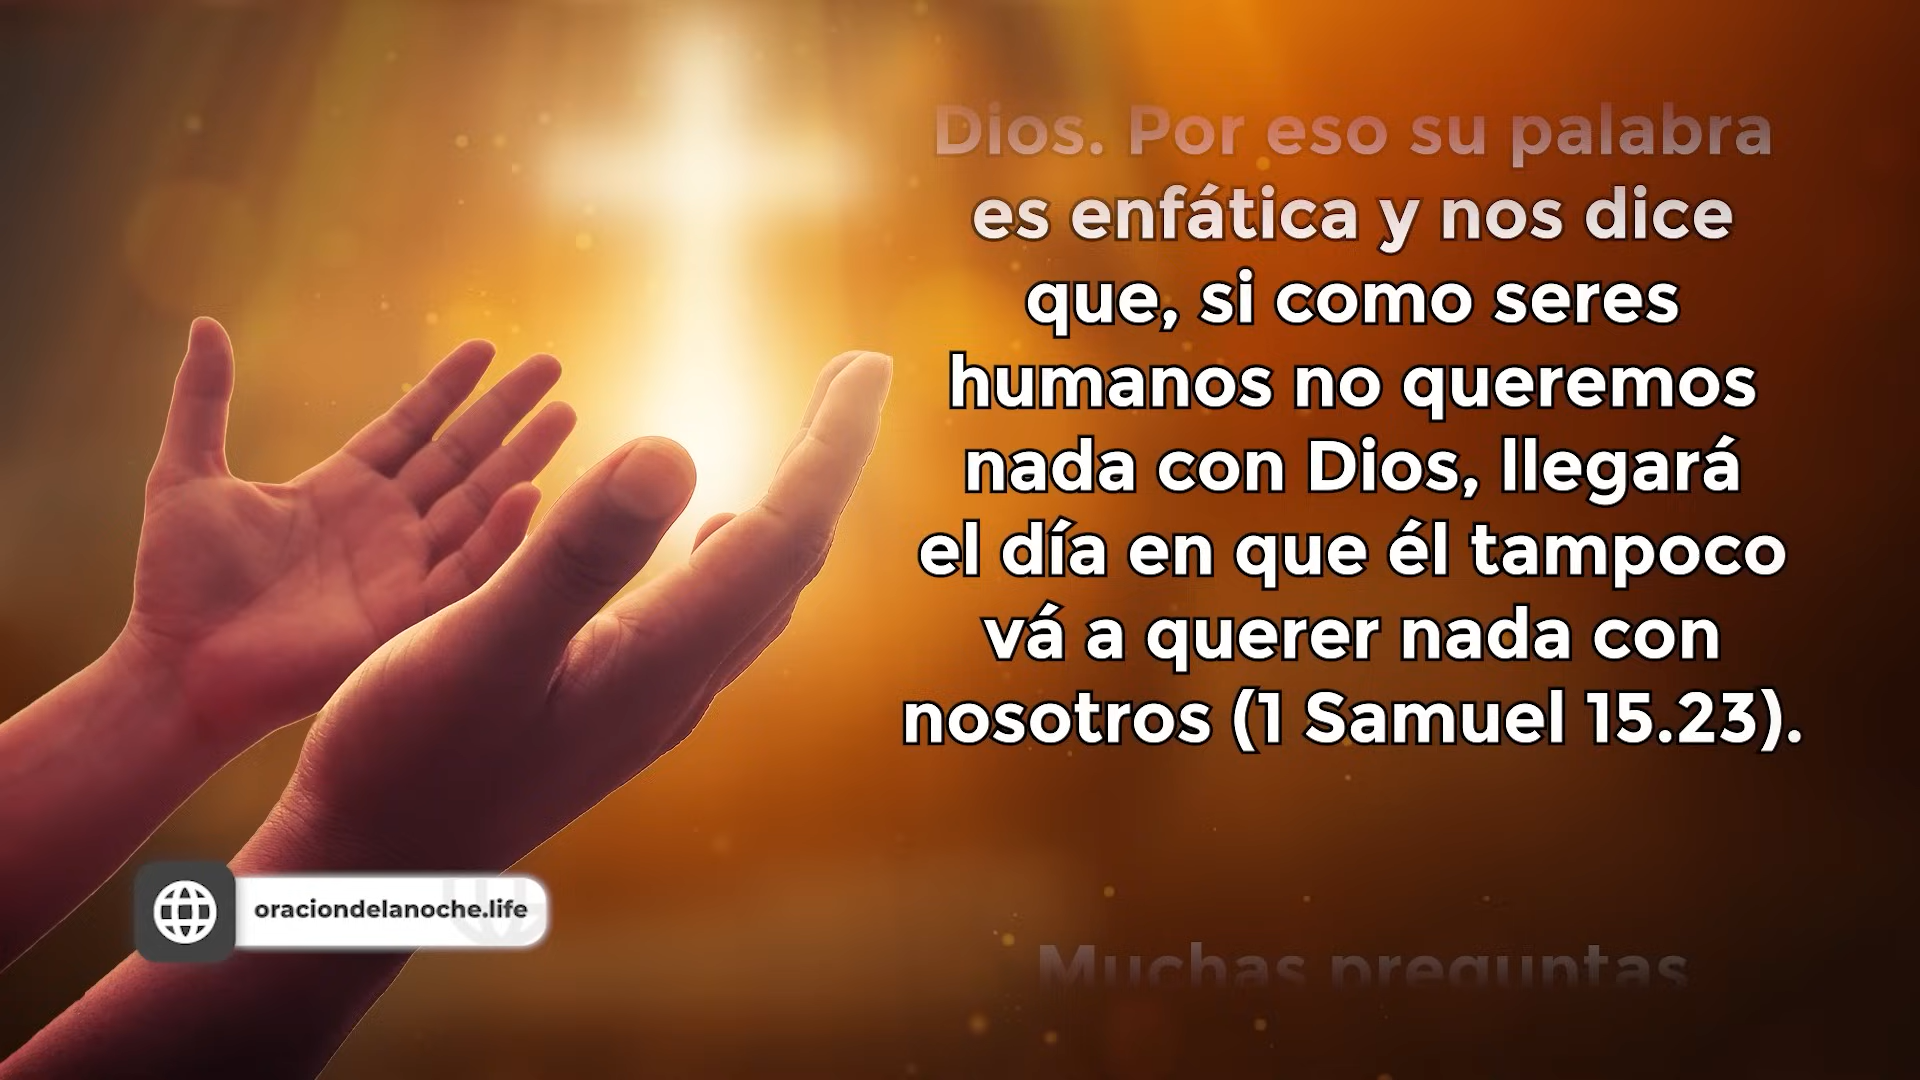 Dios. Por eso su palabra
es enfática y nos dice
que, si como seres
humanos no queremos
nada con Dios, llegará
el día en que él tampoco
vá a querer nada con
nosotros (1 Samuel 15.23).
Muchas preguntas
oraciondelanoche.life